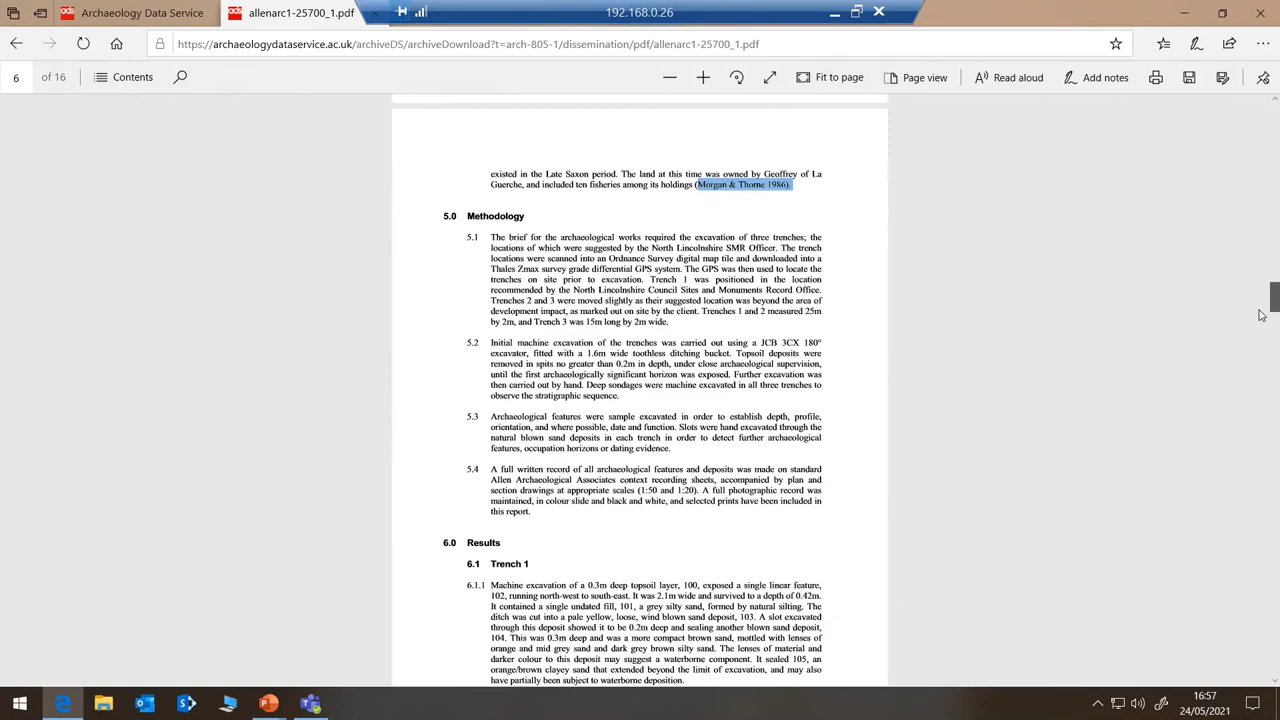 Archaeology Data
allenarc1-25700_1.pdf
192.168.0.26
https://archaeologydataservice.ac.uk/archiveDS/archiveDownload?t=arch-805-1/dissemination/pdf/allenarc1-25700_1.pdf
6 of 16 Contents Fit to page Page view Read aloud Add notes
existed in the Late Saxon period. The land at this time was owned by Geoffrey of La
Guerche, and included ten fisheries among its holdings (Morgan & Thorne 1986).
5.0 Methodology
5.1 The brief for the archaeological works required the excavation of three trenches; the
locations of which were suggested by the North Lincolnshire SMR Officer. The trench
locations were scanned into an Ordnance Survey digital map tile and downloaded into a
Thales Zmax survey grade differential GPS system. The GPS was then used to locate the
trenches on site prior to excavation. Trench 1 was positioned in the location
recommended by the North Lincolnshire Council Sites and Monuments Record Office.
Trenches 2 and 3 were moved slightly as their suggested location was beyond the area of
development impact, as marked out on site by the client. Trenches 1 and 2 measured 25m
by 2m, and Trench 3 was 15m long by 2m wide.
5.2 Initial machine excavation of the trenches was carried out using a JCB 3CX 180°
excavator, fitted with a 1.6m wide toothless ditching bucket. Topsoil deposits were
removed in spits no greater than 0.2m in depth, under close archaeological supervision,
until the first archaeologically significant horizon was exposed. Further excavation was
then carried out by hand. Deep sondages were machine excavated in all three trenches to
observe the stratigraphic sequence.
5.3 Archaeological features were sample excavated in order to establish depth, profile,
orientation, and where possible, date and function. Slots were hand excavated through the
natural blown sand deposits in each trench in order to detect further archaeological
features, occupation horizons or dating evidence.
5.4 A full written record of all archaeological features and deposits was made on standard
Allen Archaeological Associates context recording sheets, accompanied by plan and
section drawings at appropriate scales (1:50 and 1:20). A full photographic record was
maintained, in colour slide and black and white, and selected prints have been included in
this report.
6.0 Results
6.1 Trench 1
6.1.1 Machine excavation of a 0.3m deep topsoil layer, 100, exposed a single linear feature,
102, running north-west to south-east. It was 2.1m wide and survived to a depth of 0.42m.
It contained a single undated fill, 101, a grey silty sand, formed by natural silting. The
ditch was cut into a pale yellow, loose, wind blown sand deposit, 103. A slot excavated
through this deposit showed it to be 0.2m deep and sealing another blown sand deposit,
104. This was 0.3m deep and was a more compact brown sand, mottled with lenses of
orange and mid grey sand and dark grey brown silty sand. The lenses of material and
darker colour to this deposit may suggest a waterborne component. It sealed 105, an
orange/brown clayey sand that extended beyond the limit of excavation, and may also
have partially been subject to waterborne deposition.
16:57
24/05/2021